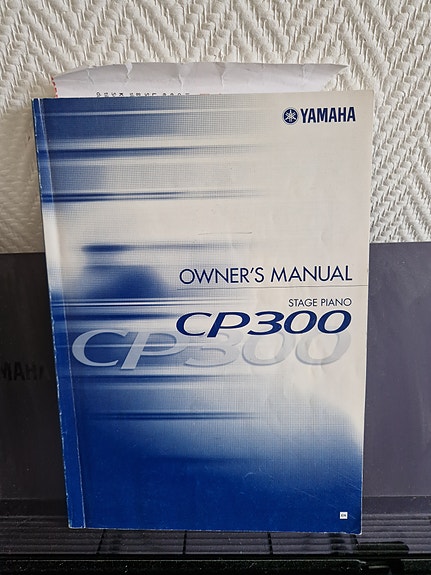 YAMAHA
OWNER'S MANUAL
STAGE PIANO
CP300
CP300